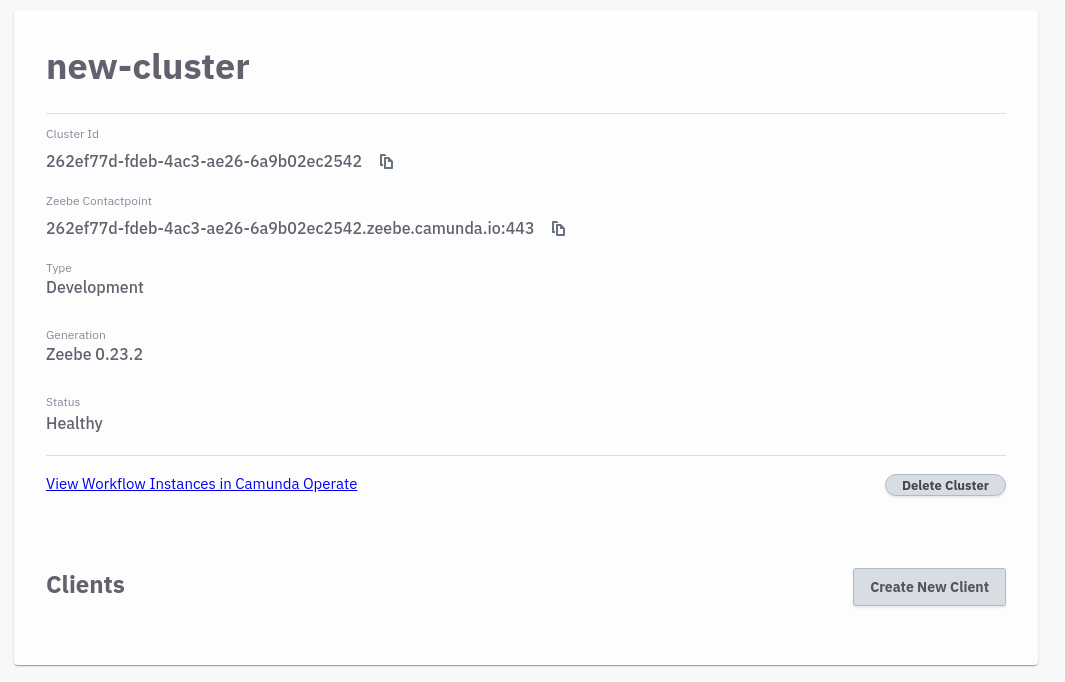 new-cluster
Cluster Id
262ef77d-fdeb-4ac3-ae26-6a9b02ec2542
Zeebe Contactpoint
262ef77d-fdeb-4ac3-ae26-6a9b02ec2542.zeebe.camunda.io:443
Type
Development
Generation
Zeebe 0.23.2
Status
Healthy
View Workflow Instances in Camunda Operate
Delete Cluster
Clients
Create New Client